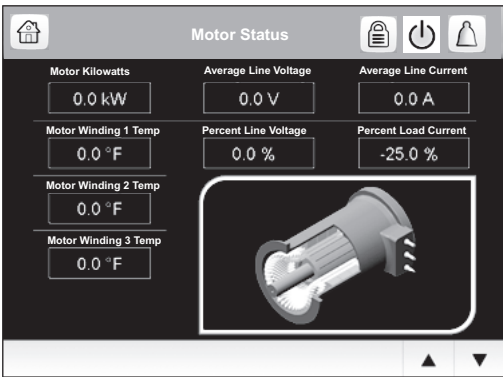 Motor Status
Motor Kilowatts Average Line Voltage Average Line Current
0.0 kW 0.0 V 0.0 A
Motor Winding 1 Temp Percent Line Voltage Percent Load Current
0.0 °F 0.0 % -25.0 %
Motor Winding 2 Temp
0.0 °F
Motor Winding 3 Temp
0.0 °F